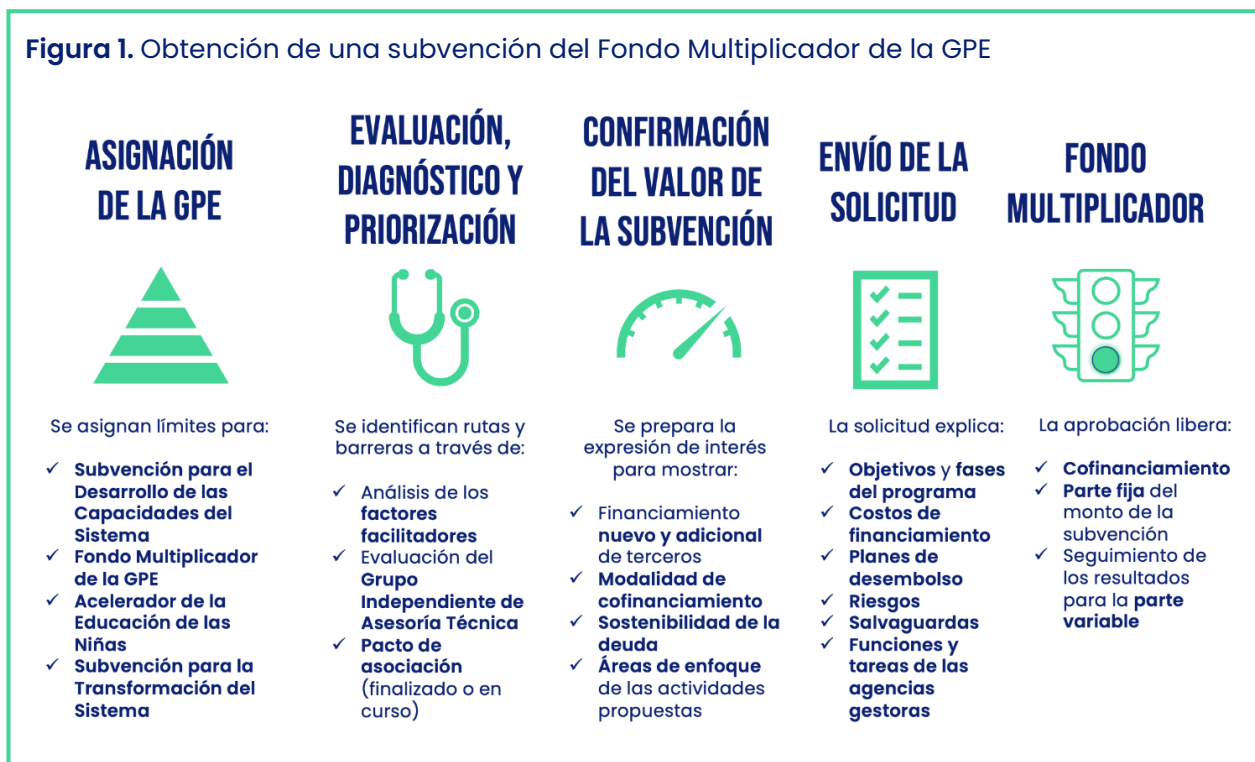 Figura 1. Obtención de una subvención del Fondo Multiplicador de la GPE
ASIGNACIÓN
DE LA GPE
Se asignan límites para:
✓ Subvención para el
Desarrollo de las
Capacidades del
Sistema
✓ Fondo Multiplicador
de la GPE
✓ Acelerador de la
Educación de las
Niñas
✓ Subvención para la
Transformación del
Sistema
EVALUACIÓN,
DIAGNÓSTICO Y
PRIORIZACIÓN
Se identifican rutas y
barreras a través de:
✓ Análisis de los
factores
facilitadores
✓ Evaluación del
Grupo
Independiente de
Asesoría Técnica
✓ Pacto de
asociación
(finalizado o en
curso)
CONFIRMACIÓN
DEL VALOR DE
LA SUBVENCIÓN
Se prepara la
expresión de interés
para mostrar:
✓ Financiamiento
nuevo y adicional
de terceros
✓ Modalidad de
cofinanciamiento
✓ Sostenibilidad de la
deuda
✓ Áreas de enfoque
de las actividades
propuestas
ENVÍO DE LA
SOLICITUD
La solicitud explica:
✓ Objetivos y fases
del programa
✓ Costos de
financiamiento
✓ Planes de
desembolso
✓ Riesgos
✓ Salvaguardas
✓ Funciones y
tareas de las
agencias
gestoras
FONDO
MULTIPLICADOR
La aprobación libera:
✓ Cofinanciamiento
✓ Parte fija del
monto de la
subvención
✓ Seguimiento de
los resultados
para la parte
variable